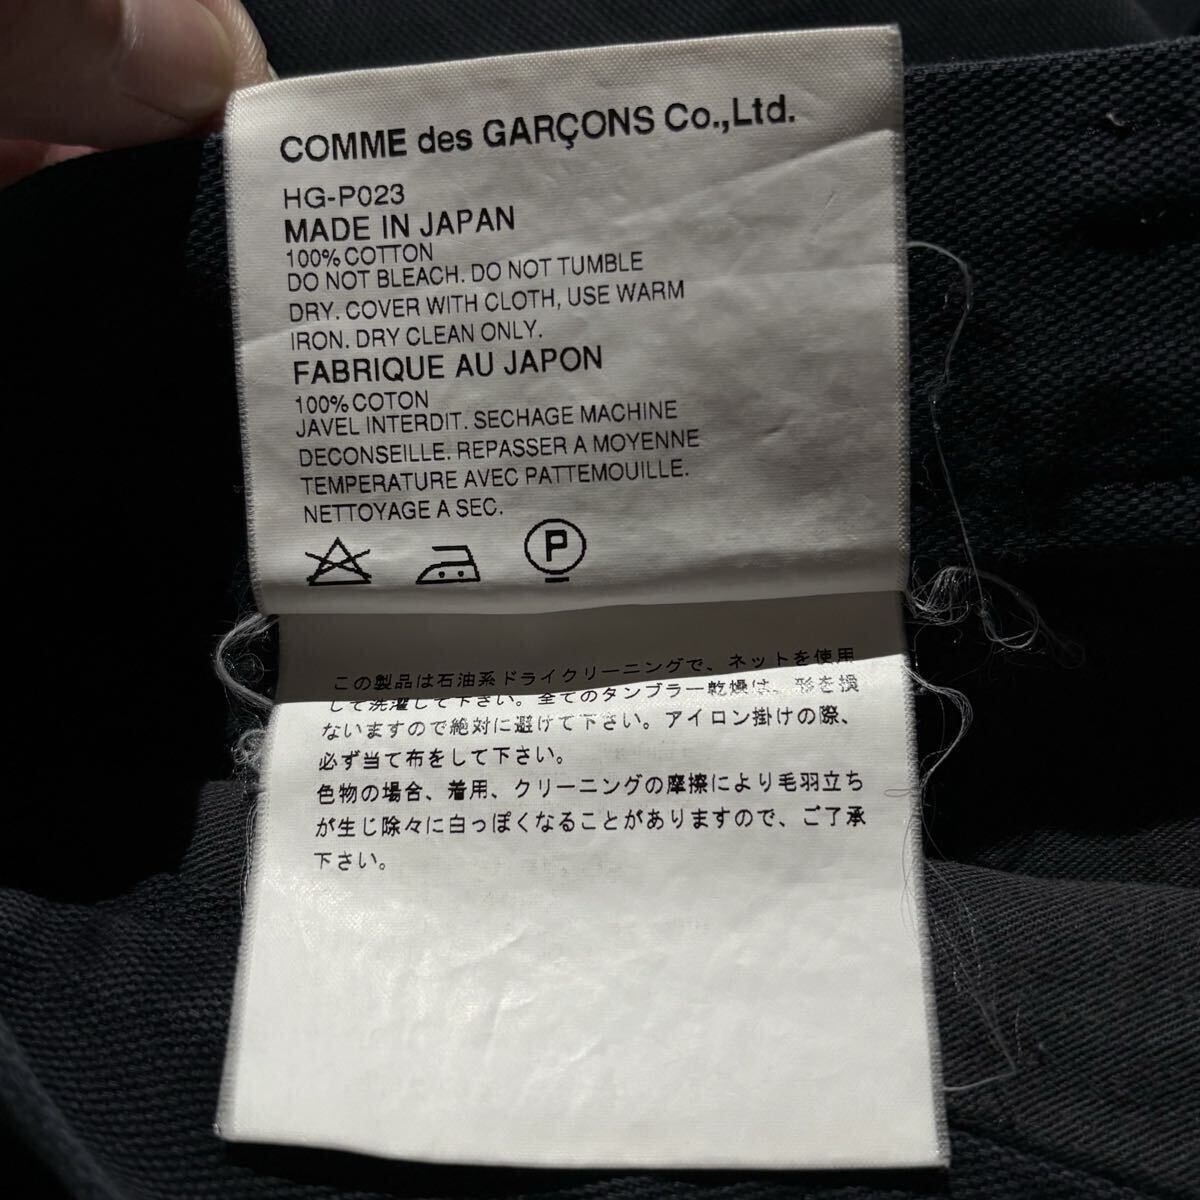 COMME des GARÇONS Co.,Ltd.
HG-P023
MADE IN JAPAN
100% COTTON
DO NOT BLEACH. DO NOT TUMBLE
DRY. COVER WITH CLOTH, USE WARM
IRON. DRY CLEAN ONLY.
FABRIQUE AU JAPON
100% COTON
JAVEL INTERDIT. SECHAGE MACHINE
DECONSEILLE. REPASSER A MOYENNE
TEMPERATURE AVEC PATTEMOUILLE.
NETTOYAGE A SEC.
P
この製品は石油系ドライクリーニングで、ネットを使用
して洗濯して下さい。全てのタンブラー乾燥は、形を損
ないますので絶対に避けて下さい。アイロン掛けの際、
必ず当て布をして下さい。
色物の場合、着用、クリーニングの摩擦により毛羽立ち
が生じ除々に白っぽくなることがありますので、ご了承
下さい。